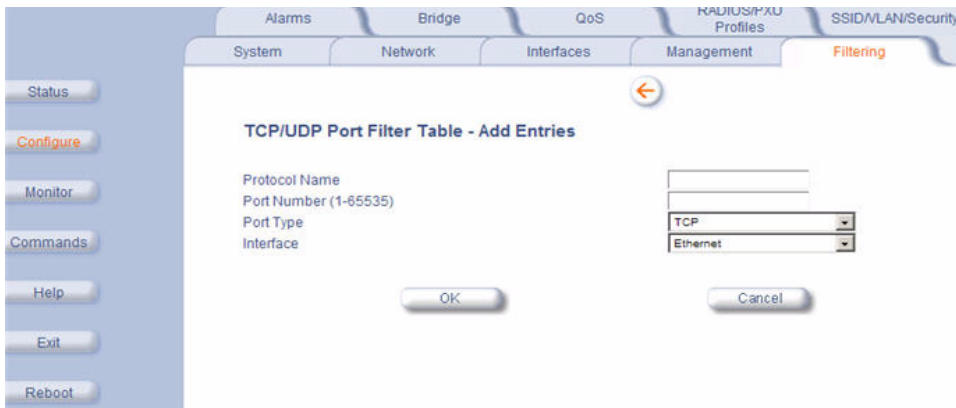 Alarms
Bridge
QoS
RADIUS/PXU
Profiles
SSID/VLAN/Security
System
Network
Interfaces
Management
Filtering
Status
Configure
Monitor
Commands
Help
Exit
Reboot
TCP/UDP Port Filter Table - Add Entries
Protocol Name
Port Number (1-65535)
Port Type
TCP
Interface
Ethernet
OK
Cancel